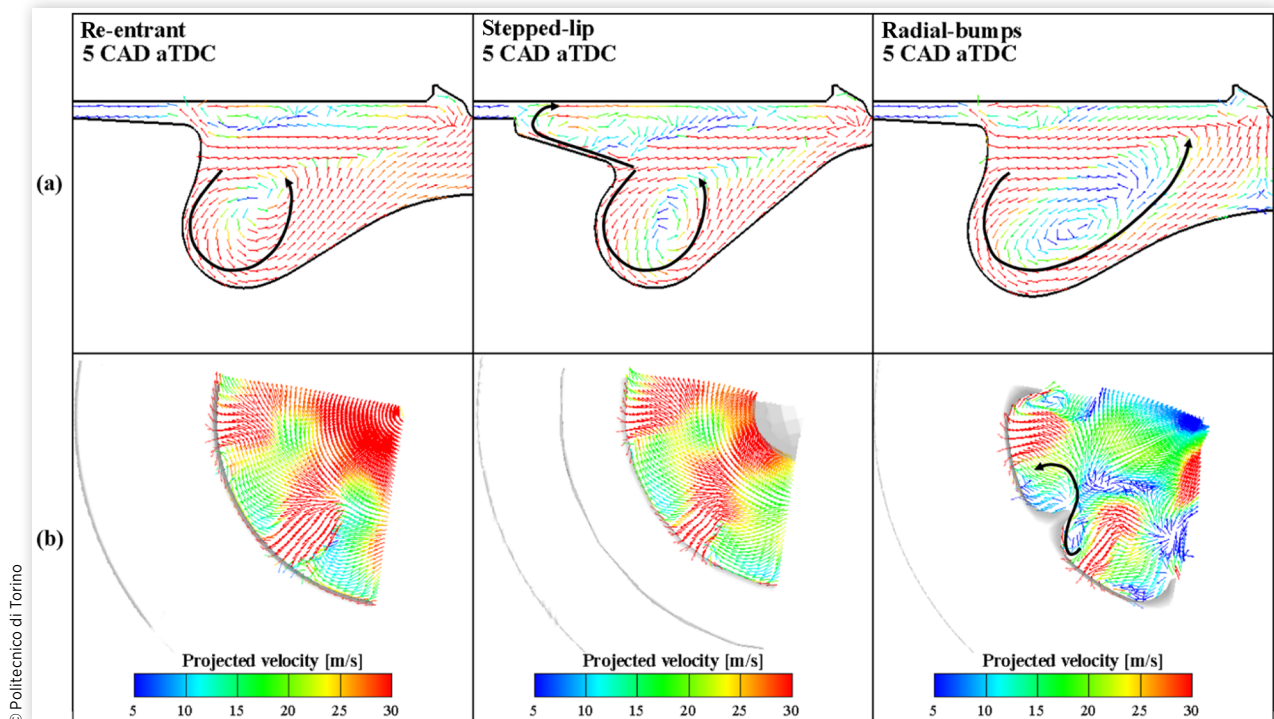 Re-entrant
5 CAD aTDC
Stepped-lip
5 CAD aTDC
Radial-bumps
5 CAD aTDC
(a)
(b)
Projected velocity [m/s]
5 10 15 20 25 30
Projected velocity [m/s]
5 10 15 20 25 30
Projected velocity [m/s]
5 10 15 20 25 30
© Politecnico di Torino